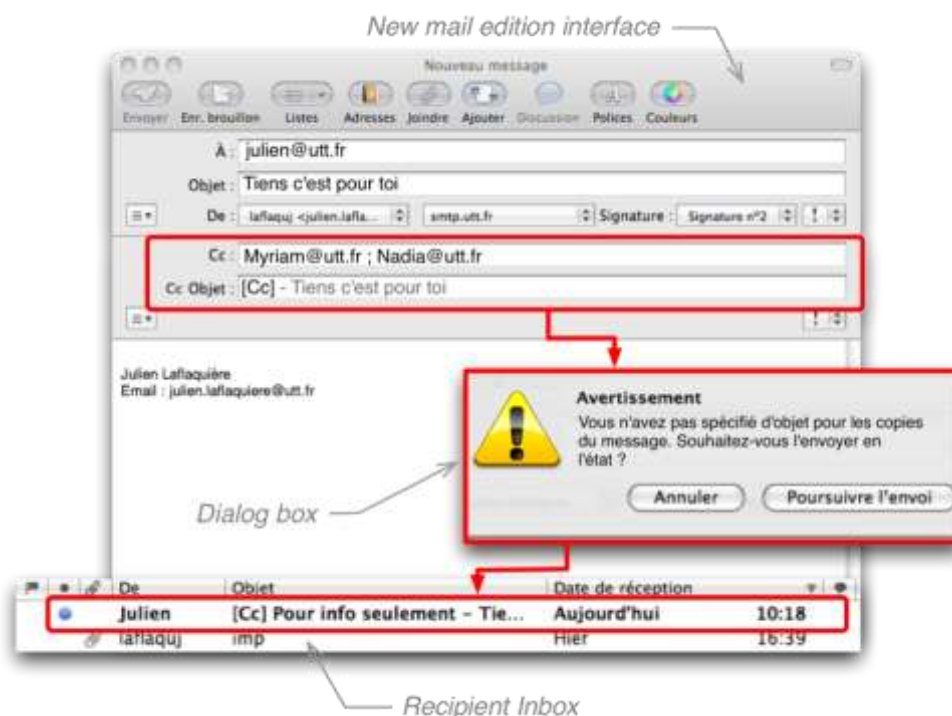 New mail edition interface
Nouveau message
Envoyer Enr. brouillon Listes Adresses Joindre Ajouter Discussion Polices Couleurs
À : julien@utt.fr
Objet : Tiens c'est pour toi
De : laflaquj <julien.lafla... smtp.utt.fr Signature : Signature n°2 !
Cc : Myriam@utt.fr ; Nadia@utt.fr
Cc Objet : [Cc] - Tiens c'est pour toi
!
Julien Laflaquière
Email : julien.laflaquiere@utt.fr
Avertissement
Vous n'avez pas spécifié d'objet pour les copies
du message. Souhaitez-vous l'envoyer en
l'état ?
Annuler Poursuivre l'envoi
Dialog box
De Objet Date de réception
Julien [Cc] Pour info seulement – Tie... Aujourd'hui 10:18
laflaquj imp Hier 16:39
Recipient Inbox